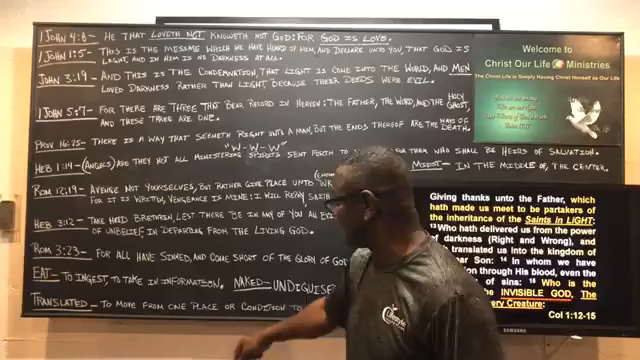 1 JOHN 4:8- HE THAT LOVETH NOT KNOWETH NOT GOD: FOR GOD IS LOVE.
1 JOHN 1:5- THIS IS THE MESSAGE WHICH WE HAVE HEARD OF HIM, AND DECLARE UNTO YOU, THAT GOD IS
LIGHT, AND IN HIM IS NO DARKNESS AT ALL.
JOHN 3:19- AND THIS IS THE CONDEMNATION, THAT LIGHT IS COME INTO THE WORLD, AND MEN
LOVED DARKNESS RATHER THAN LIGHT, BECAUSE THEIR DEEDS WERE EVIL.
1 JOHN 5:7- FOR THERE ARE THREE THAT BEAR RECORD IN HEAVEN: THE FATHER, THE WORD, AND THE HOLY GHOST,
AND THESE THREE ARE ONE.
PROV 16:25- THERE IS A WAY THAT SEEMETH RIGHT UNTO A MAN, BUT THE ENDS THEREOF ARE THE WAYS OF DEATH.
"W-W-W"
HEB 1:14- (ANGELS) ARE THEY NOT ALL MINISTERING SPIRITS SENT FORTH TO THEM WHO SHALL BE HEIRS OF SALVATION.
MIDST- IN THE MIDDLE OF, THE CENTER.
ROM 12:19- AVENGE NOT YOURSELVES, BUT RATHER GIVE PLACE UNTO
FOR IT IS WRITTEN, VENGEANCE IS MINE; I WILL REPAY SAITH
HEB 3:12- TAKE HEED BRETHREN, LEST THERE BE IN ANY OF YOU AN
OF UNBELIEF IN DEPARTING FROM THE LIVING GOD.
ROM 3:23- FOR ALL HAVE SINNED, AND COME SHORT OF THE GLORY OF GOD
EAT- TO INGEST, TO TAKE IN INFORMATION. NAKED- UNDIQUISE
TRANSLATED- TO MOVE FROM ONE PLACE OR CONDITION TO
Welcome to
Christ Our Life Ministries
The Christ Life is Simply Having Christ Himself as Our Life
Giving thanks unto the Father, which
hath made us meet to be partakers of
the inheritance of the Saints in LIGHT:
13 Who hath delivered us from the power
of darkness (Right and Wrong), and
translated us into the kingdom of
ar Son: 14 In whom we have
tion through His blood, even the
of sins: 15 Who is the
the INVISIBLE GOD, The
ery Creature:
Col 1:12-15
SAMSUNG